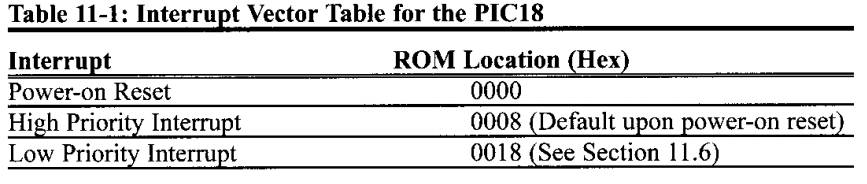 Table 11-1: Interrupt Vector Table for the PIC18
Interrupt ROM Location (Hex)
Power-on Reset 0000
High Priority Interrupt 0008 (Default upon power-on reset)
Low Priority Interrupt 0018 (See Section 11.6)